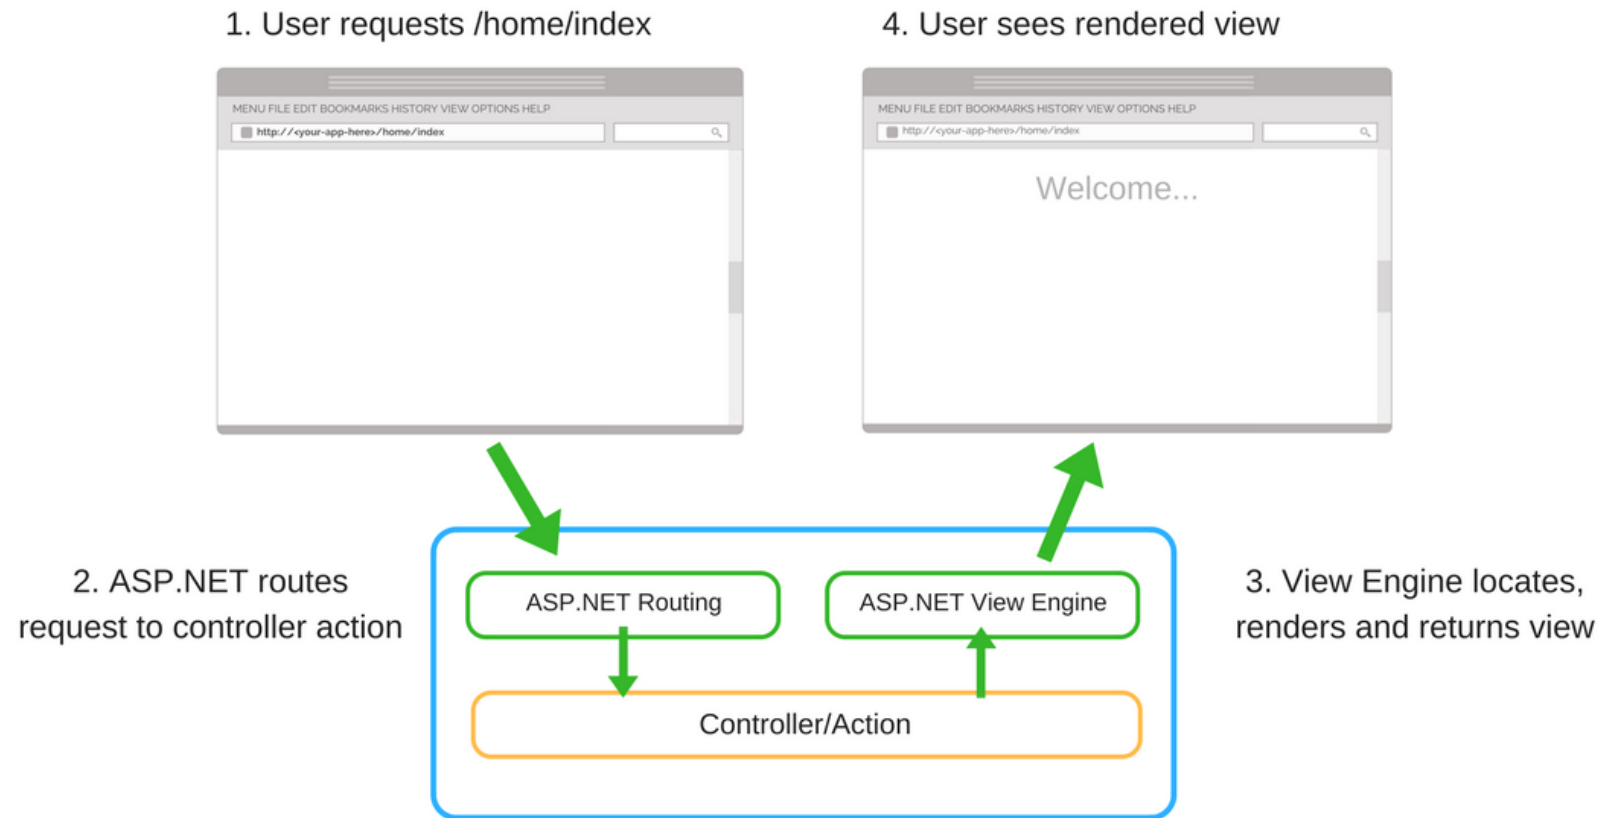 1. User requests /home/index
4. User sees rendered view
MENU FILE EDIT BOOKMARKS HISTORY VIEW OPTIONS HELP
http://<your-app-here>/home/index
MENU FILE EDIT BOOKMARKS HISTORY VIEW OPTIONS HELP
http://<your-app-here>/home/index
Welcome...
2. ASP.NET routes
request to controller action
ASP.NET Routing
ASP.NET View Engine
Controller/Action
3. View Engine locates,
renders and returns view